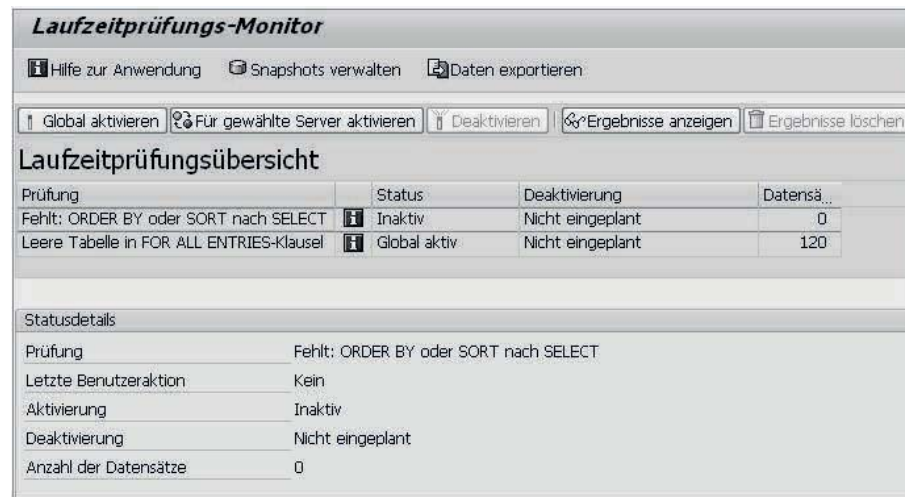 Laufzeitprüfungs-Monitor
Hilfe zur Anwendung Snapshots verwalten Daten exportieren
Global aktivieren Für gewählte Server aktivieren Deaktivieren Ergebnisse anzeigen Ergebnisse löschen
Laufzeitprüfungsübersicht
Prüfung Status Deaktivierung Datensä...
Fehlt: ORDER BY oder SORT nach SELECT Inaktiv Nicht eingeplant 0
Leere Tabelle in FOR ALL ENTRIES-Klausel Global aktiv Nicht eingeplant 120
Statusdetails
Prüfung Fehlt: ORDER BY oder SORT nach SELECT
Letzte Benutzeraktion Kein
Aktivierung Inaktiv
Deaktivierung Nicht eingeplant
Anzahl der Datensätze 0